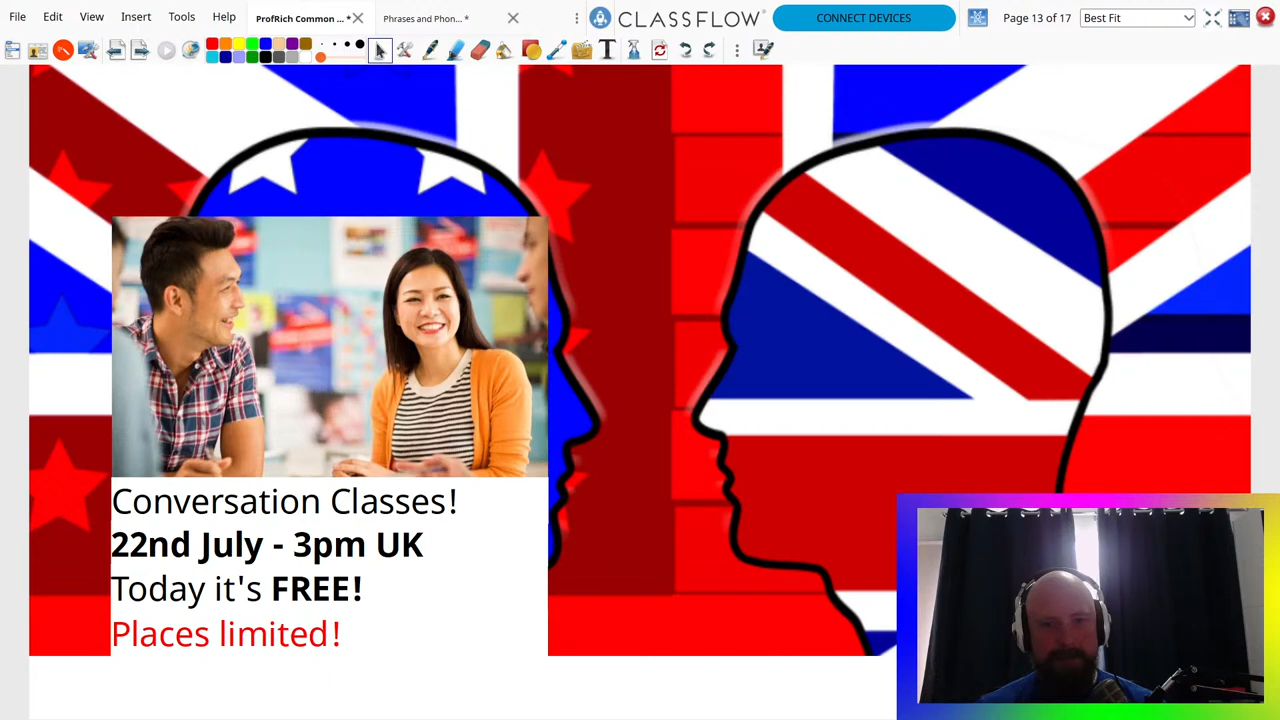 File Edit View Insert Tools Help
ProfRich Common ... *
Phrases and Phon... *
CLASSFLOW
CONNECT DEVICES
Page 13 of 17
Best Fit
T
Conversation Classes!
22nd July - 3pm UK
Today it's FREE!
Places limited!